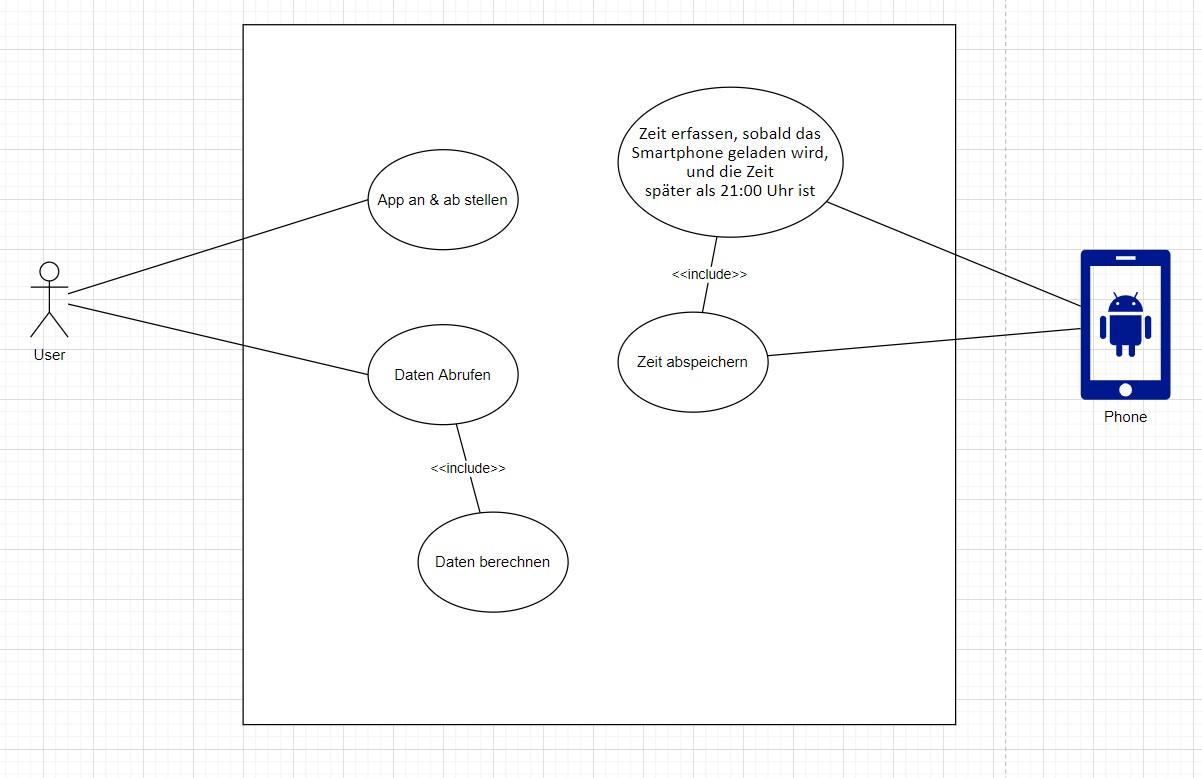 Zeit erfassen, sobald das
Smartphone geladen wird,
und die Zeit
später als 21:00 Uhr ist
App an & ab stellen
<<include>>
User
Zeit abspeichern
Daten Abrufen
Phone
<<include>>
Daten berechnen